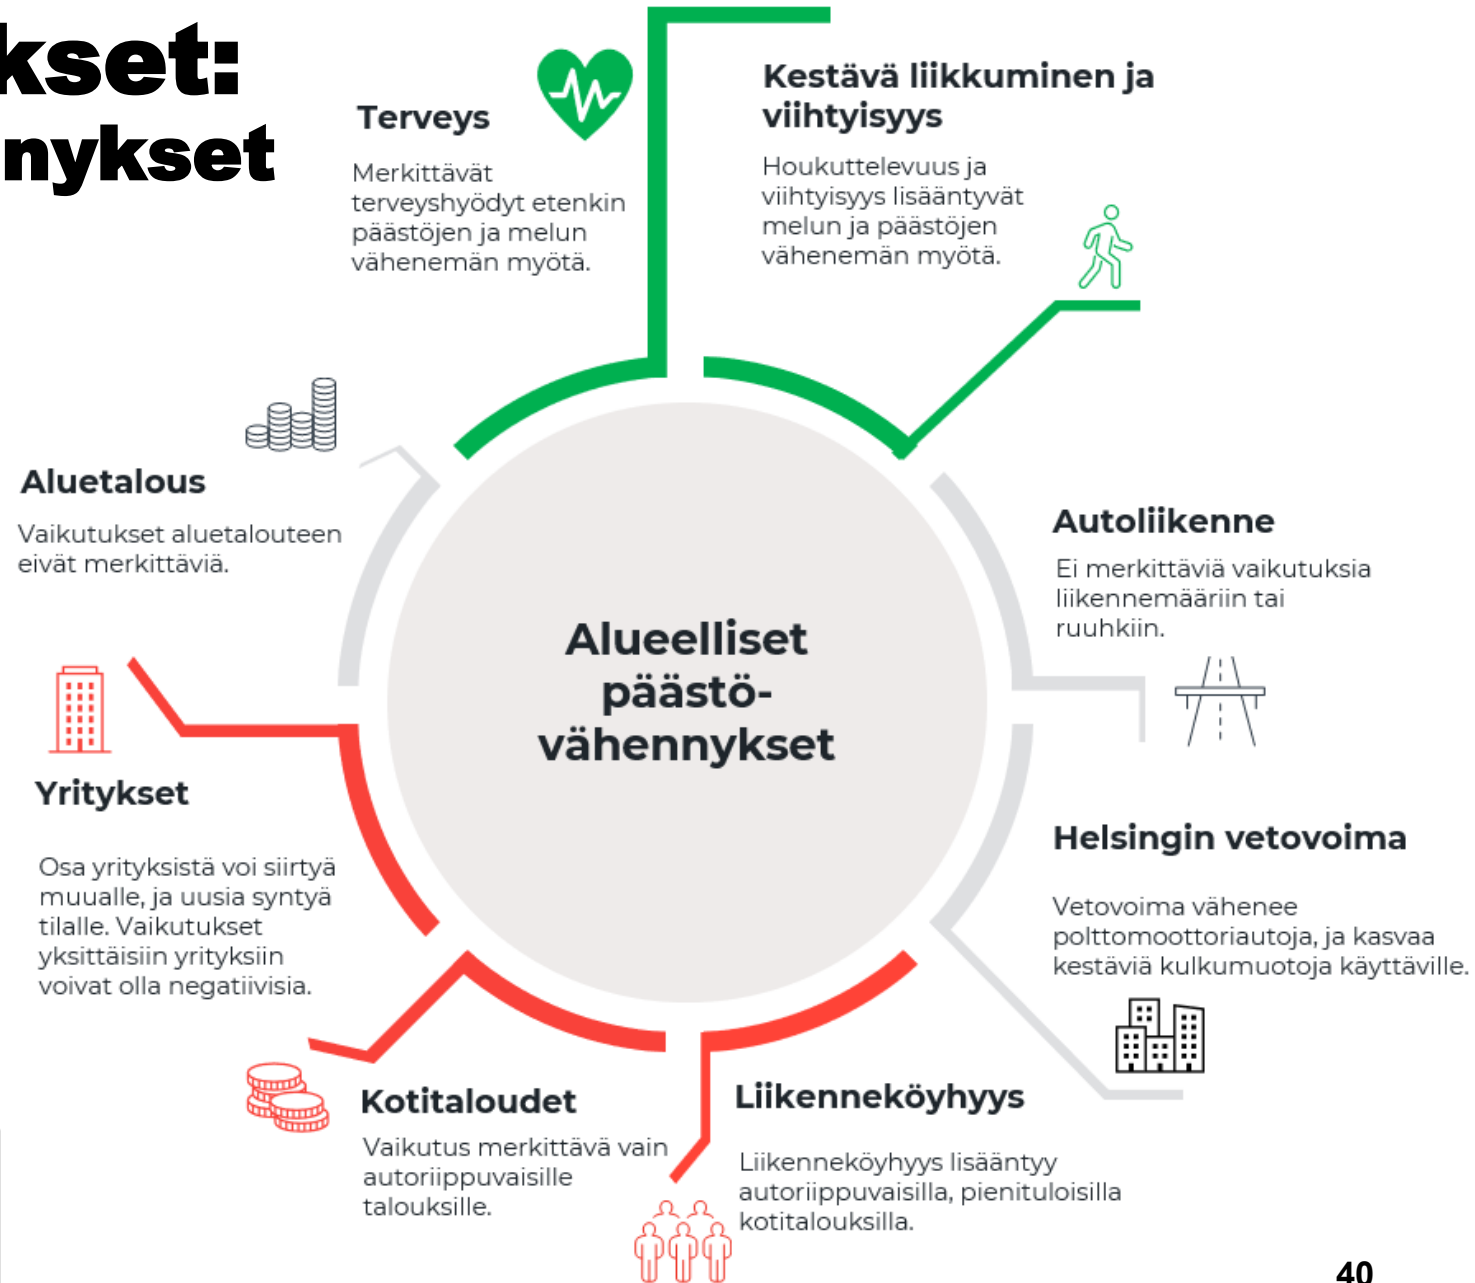 kset:
nykset
Terveys
Merkittävät
terveyshyödyt etenkin
päästöjen ja melun
vähenemän myötä.
Kestävä liikkuminen ja
viihtyisyys
Houkuttelevuus ja
viihtyisyys lisääntyvät
melun ja päästöjen
vähenemän myötä.
Aluetalous
Vaikutukset aluetalouteen
eivät merkittäviä.
Autoliikenne
Ei merkittäviä vaikutuksia
liikennemääriin tai
ruuhkiin.
Alueelliset
päästö-
vähennykset
Yritykset
Osa yrityksistä voi siirtyä
muualle, ja uusia syntyä
tilalle. Vaikutukset
yksittäisiin yrityksiin
voivat olla negatiivisia.
Helsingin vetovoima
Vetovoima vähenee
polttomoottoriautoja, ja kasvaa
kestäviä kulkumuotoja käyttäville.
Kotitaloudet
Vaikutus merkittävä vain
autoriippuvaisille
talouksille.
Liikenneköyhyys
Liikenneköyhyys lisääntyy
autoriippuvaisilla, pienituloisilla
kotitalouksilla.
40